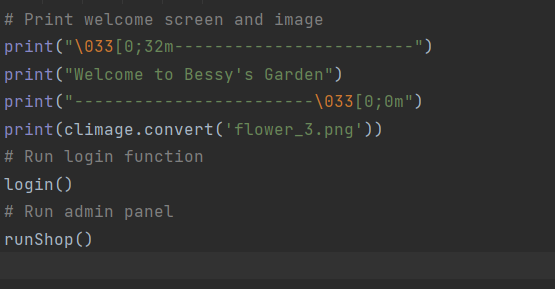 # Print welcome screen and image
print("\033[0;32m------------------------")
print("Welcome to Bessy's Garden")
print("------------------------\033[0;0m")
print(climage.convert('flower_3.png'))
# Run login function
login()
# Run admin panel
runShop()